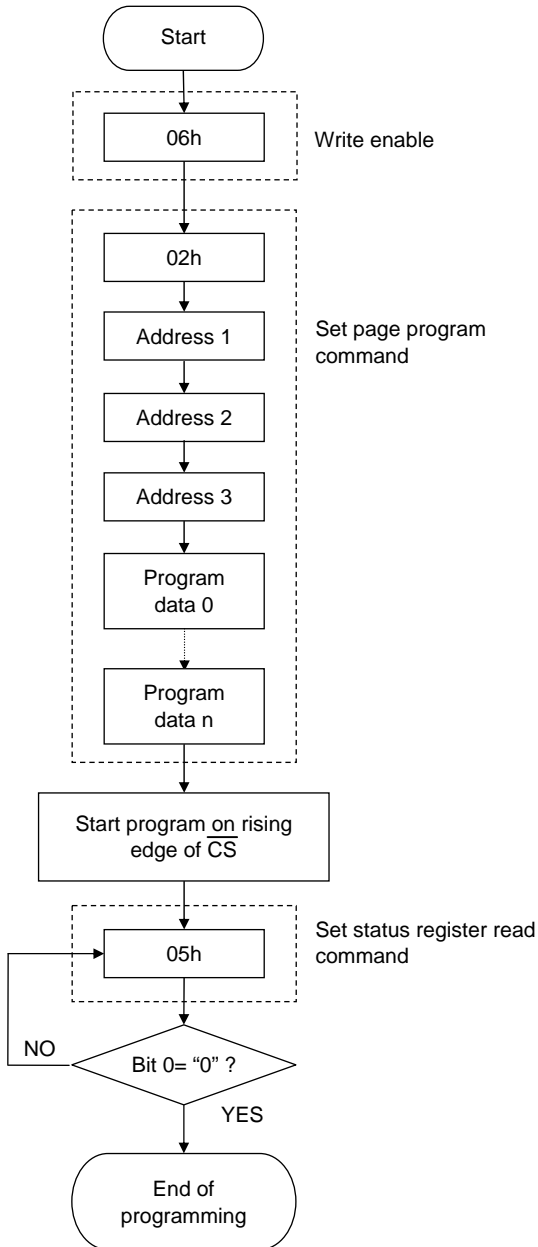 Start
06h
Write enable
02h
Set page program
command
Address 1
Address 2
Address 3
Program
data 0
Program
data n
Start program on rising
edge of C̅S̅
Set status register read
command
05h
NO
Bit 0= “0” ?
YES
End of
programming